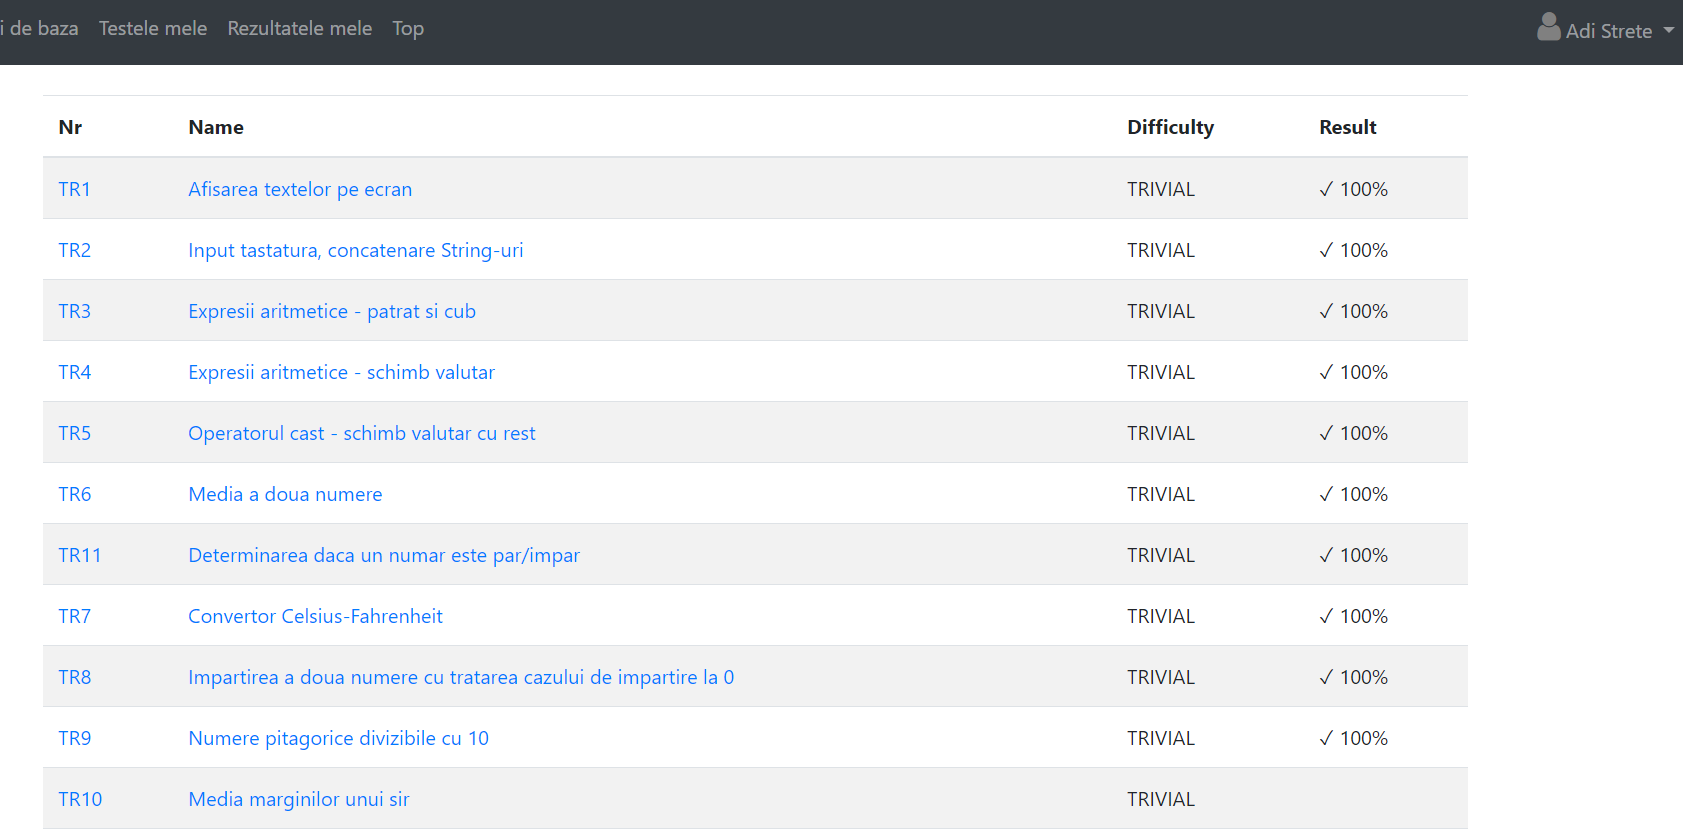 i de baza Testele mele Rezultatele mele Top Adi Strete
Nr Name Difficulty Result
TR1 Afisarea textelor pe ecran TRIVIAL ✓ 100%
TR2 Input tastatura, concatenare String-uri TRIVIAL ✓ 100%
TR3 Expresii aritmetice - patrat si cub TRIVIAL ✓ 100%
TR4 Expresii aritmetice - schimb valutar TRIVIAL ✓ 100%
TR5 Operatorul cast - schimb valutar cu rest TRIVIAL ✓ 100%
TR6 Media a doua numere TRIVIAL ✓ 100%
TR11 Determinarea daca un numar este par/impar TRIVIAL ✓ 100%
TR7 Convertor Celsius-Fahrenheit TRIVIAL ✓ 100%
TR8 Impartirea a doua numere cu tratarea cazului de impartire la 0 TRIVIAL ✓ 100%
TR9 Numere pitagorice divizibile cu 10 TRIVIAL ✓ 100%
TR10 Media marginilor unui sir TRIVIAL